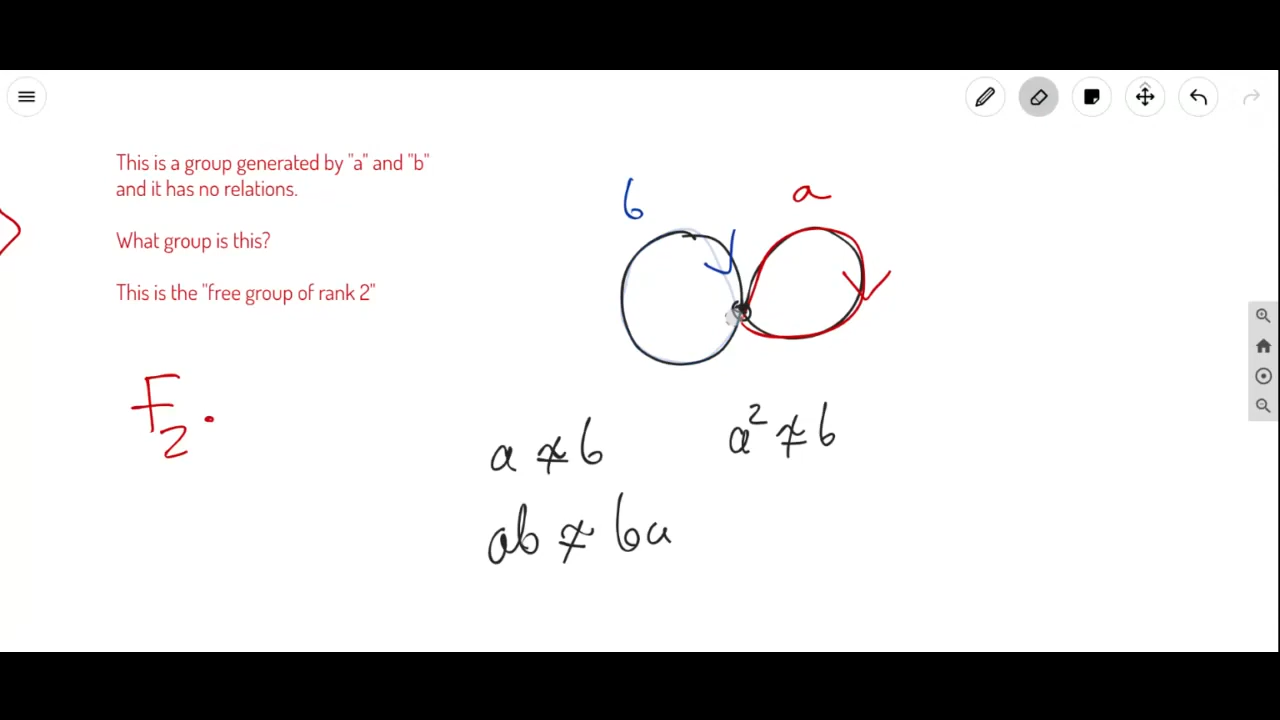 This is a group generated by "a" and "b"
and it has no relations.
What group is this?
This is the "free group of rank 2"
F₂.
b
a
a ≠ b
a² ≠ b
ab ≠ ba